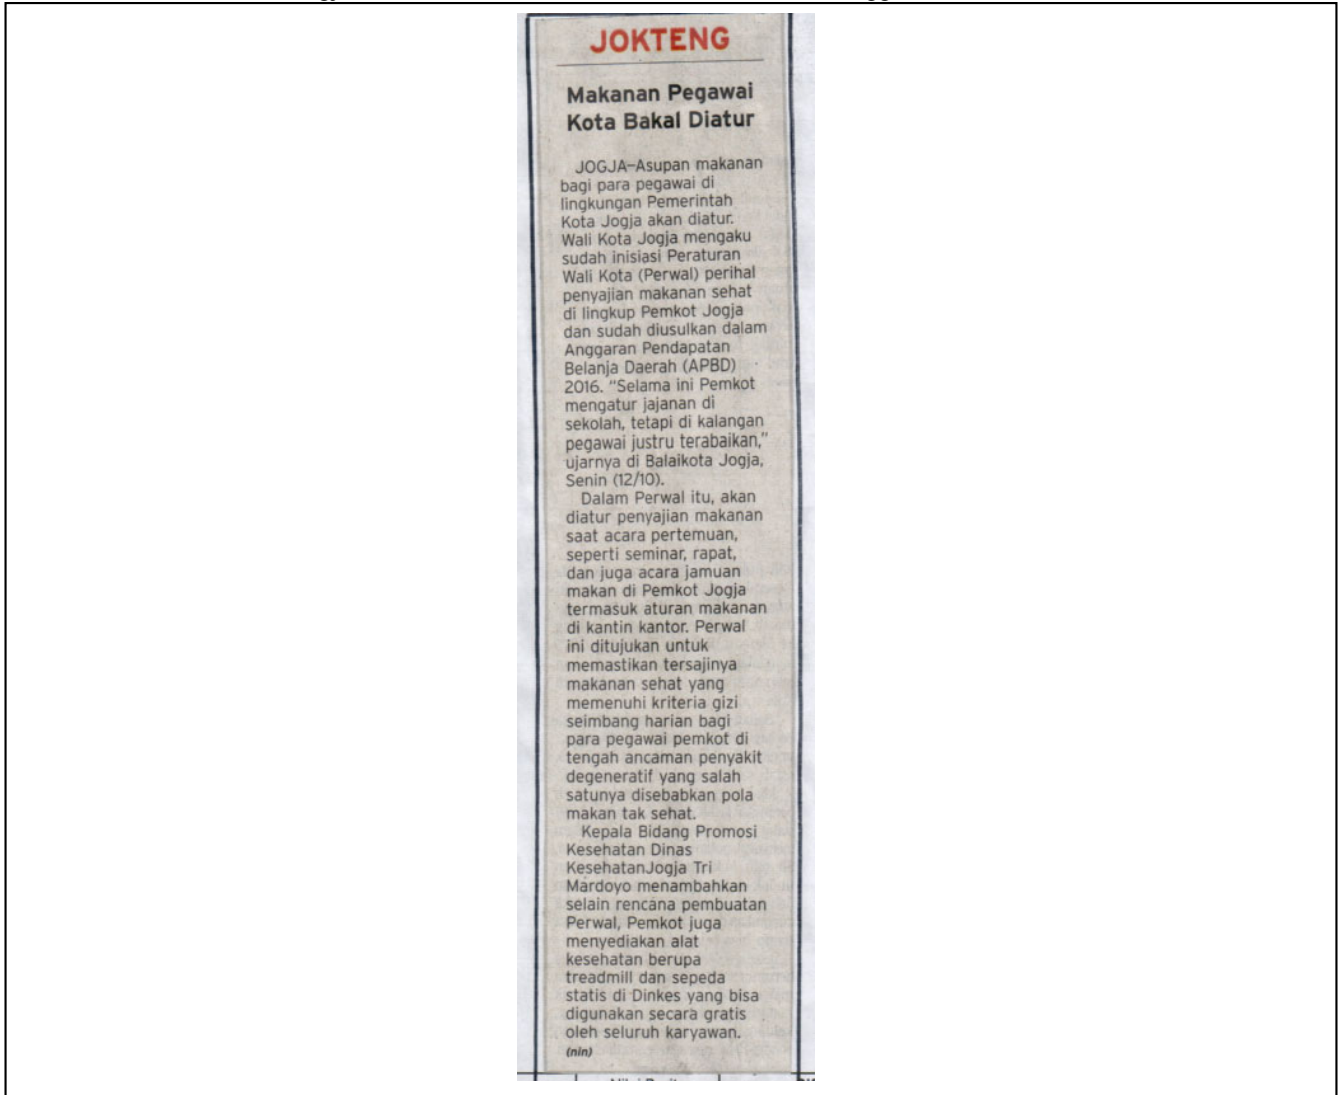 JOKTENG
Makanan Pegawai
Kota Bakal Diatur
JOGJA—Asupan makanan
bagi para pegawai di
lingkungan Pemerintah
Kota Jogja akan diatur.
Wali Kota Jogja mengaku
sudah inisiasi Peraturan
Wali Kota (Perwal) perihal
penyajian makanan sehat
di lingkup Pemkot Jogja
dan sudah diusulkan dalam
Anggaran Pendapatan
Belanja Daerah (APBD)
2016. "Selama ini Pemkot
mengatur jajanan di
sekolah, tetapi di kalangan
pegawai justru terabaikan,"
ujarnya di Balaikota Jogja,
Senin (12/10).
Dalam Perwal itu, akan
diatur penyajian makanan
saat acara pertemuan,
seperti seminar, rapat,
dan juga acara jamuan
makan di Pemkot Jogja
termasuk aturan makanan
di kantin kantor. Perwal
ini ditujukan untuk
memastikan tersajinya
makanan sehat yang
memenuhi kriteria gizi
seimbang harian bagi
para pegawai pemkot di
tengah ancaman penyakit
degeneratif yang salah
satunya disebabkan pola
makan tak sehat.
Kepala Bidang Promosi
Kesehatan Dinas
KesehatanJogja Tri
Mardoyo menambahkan
selain rencana pembuatan
Perwal, Pemkot juga
menyediakan alat
kesehatan berupa
treadmill dan sepeda
statis di Dinkes yang bisa
digunakan secara gratis
oleh seluruh karyawan.
(nin)